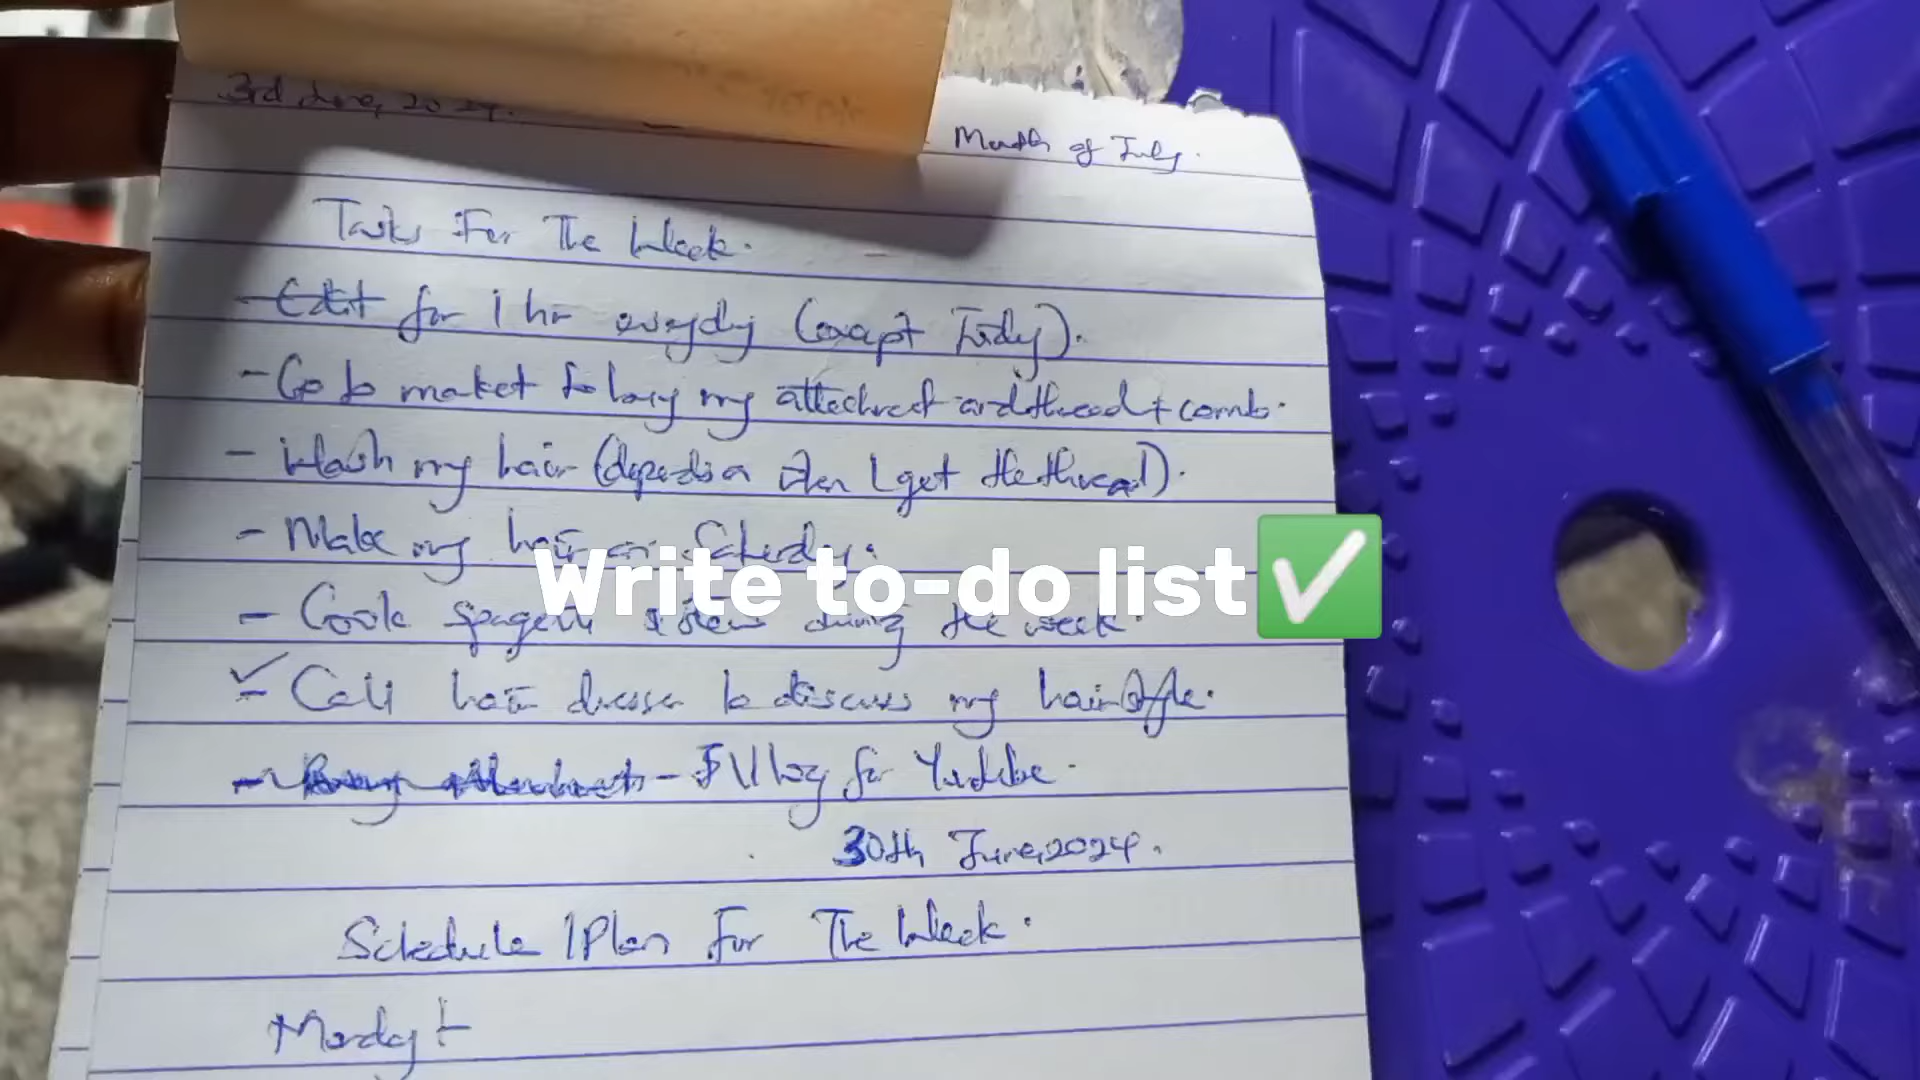 3rd June, 2024.
Month of July.
Tasks For The Week.
- Edit for 1 hr everyday (except Friday).
- Go to market to buy my attachment and thread + comb.
- Wash my hair (depends on when I get the thread).
- Make my hair on Saturday.
Write to-do list✅
- Cook spagetti & stew during the week.
✓ - Call hair dresser to discuss my hairstyle.
- Vlog for Youtube.
30th June, 2024.
Schedule / Plan For The Week.
Monday :-